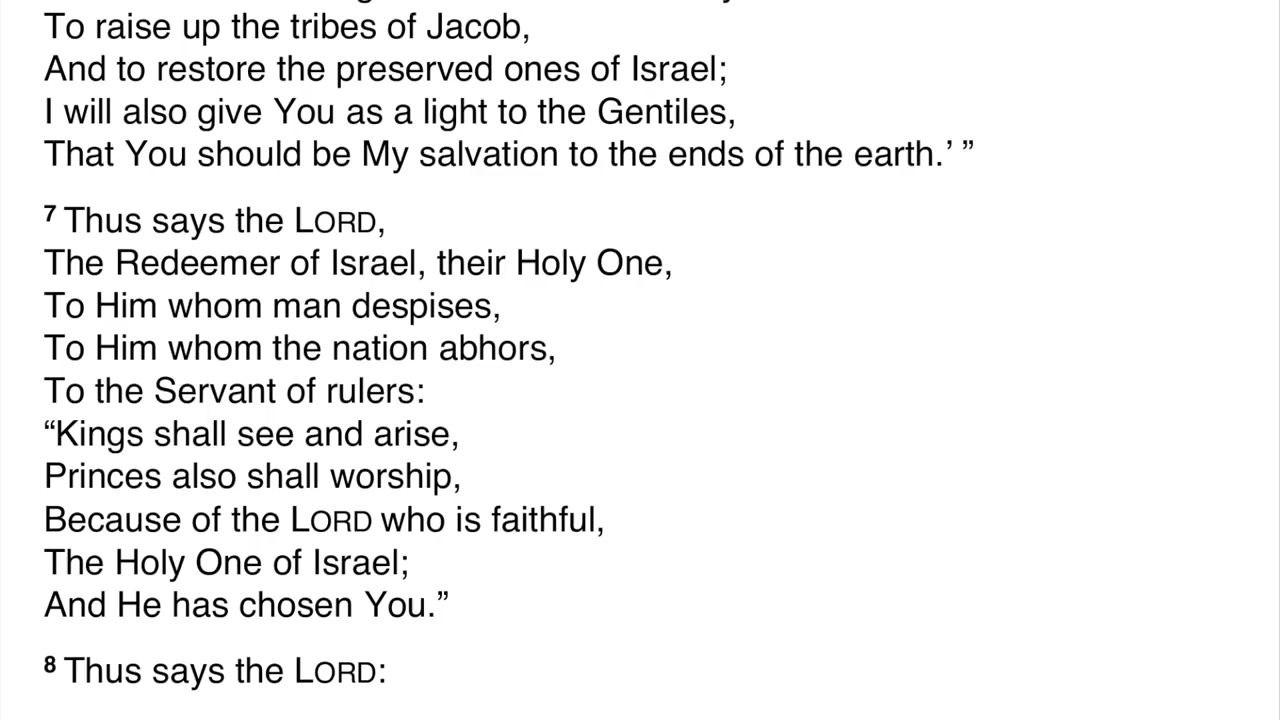 To raise up the tribes of Jacob,
And to restore the preserved ones of Israel;
I will also give You as a light to the Gentiles,
That You should be My salvation to the ends of the earth.’ ”
7 Thus says the LORD,
The Redeemer of Israel, their Holy One,
To Him whom man despises,
To Him whom the nation abhors,
To the Servant of rulers:
“Kings shall see and arise,
Princes also shall worship,
Because of the LORD who is faithful,
The Holy One of Israel;
And He has chosen You.”
8 Thus says the LORD: